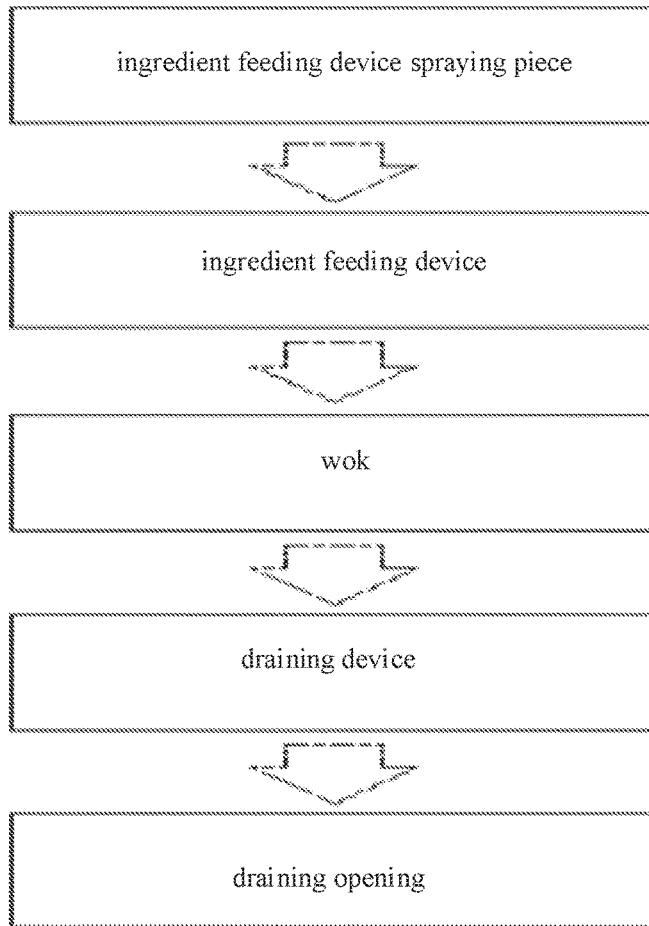 ingredient feeding device spraying piece
ingredient feeding device
wok
draining device
draining opening